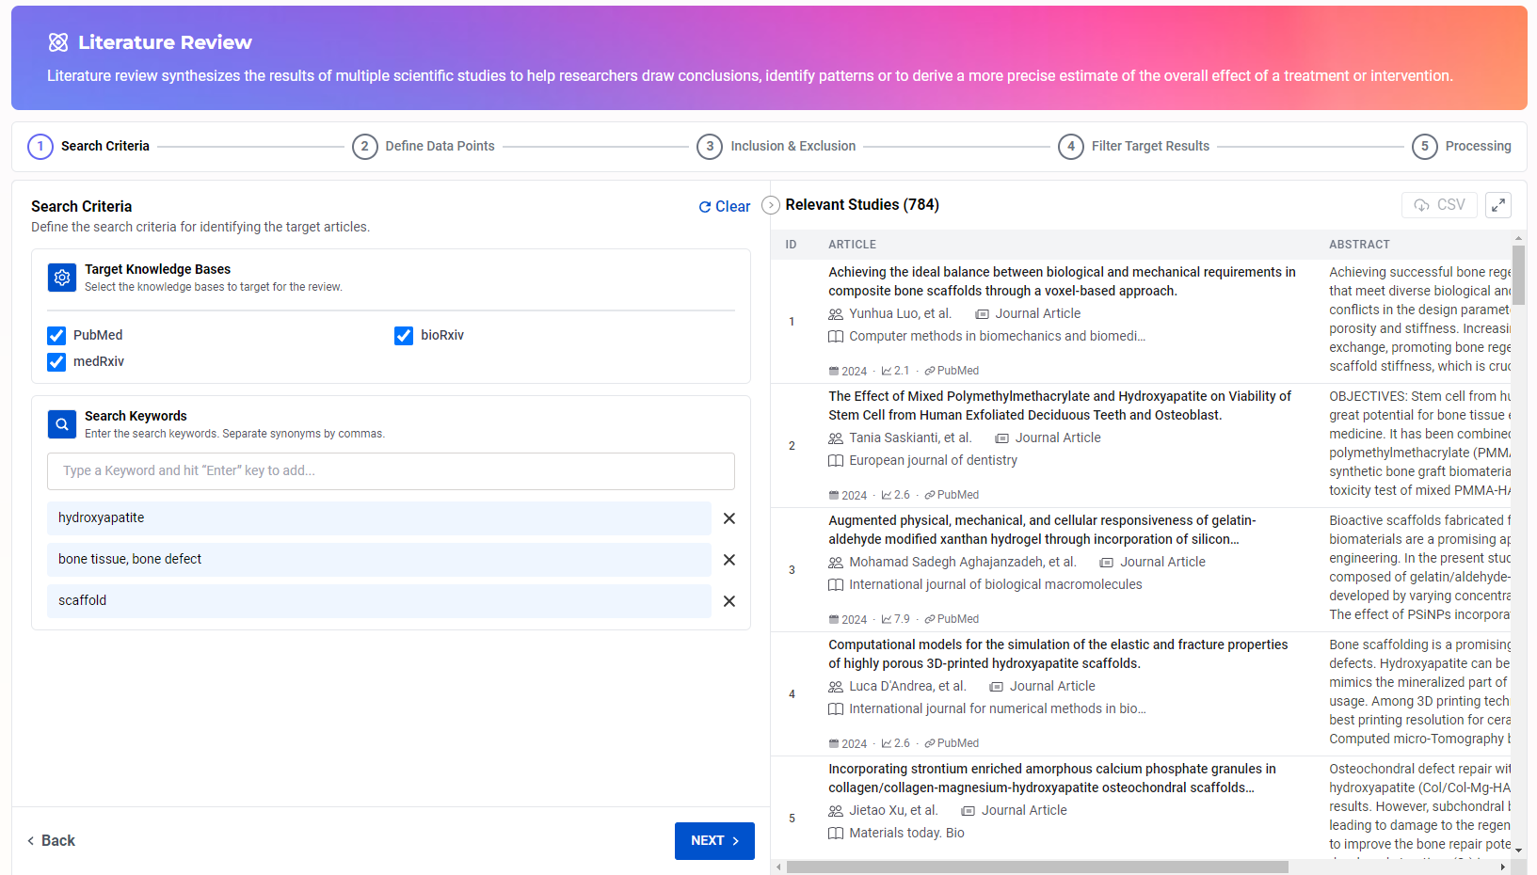 Literature Review
Literature review synthesizes the results of multiple scientific studies to help researchers draw conclusions, identify patterns or to derive a more precise estimate of the overall effect of a treatment or intervention.
1 Search Criteria
2 Define Data Points
3 Inclusion & Exclusion
4 Filter Target Results
5 Processing
Search Criteria
Clear
Define the search criteria for identifying the target articles.
Target Knowledge Bases
Select the knowledge bases to target for the review.
PubMed
bioRxiv
medRxiv
Search Keywords
Enter the search keywords. Separate synonyms by commas.
Type a Keyword and hit “Enter” key to add...
hydroxyapatite
bone tissue, bone defect
scaffold
Back
NEXT
Relevant Studies (784)
CSV
ID ARTICLE ABSTRACT
1
Achieving the ideal balance between biological and mechanical requirements in
composite bone scaffolds through a voxel-based approach.
Yunhua Luo, et al. Journal Article
Computer methods in biomechanics and biomedi...
2024 · 2.1 · PubMed
Achieving successful bone rege
that meet diverse biological and
conflicts in the design paramet
porosity and stiffness. Increasi
exchange, promoting bone rege
scaffold stiffness, which is cruc
2
The Effect of Mixed Polymethylmethacrylate and Hydroxyapatite on Viability of
Stem Cell from Human Exfoliated Deciduous Teeth and Osteoblast.
Tania Saskianti, et al. Journal Article
European journal of dentistry
2024 · 2.6 · PubMed
OBJECTIVES: Stem cell from hu
great potential for bone tissue e
medicine. It has been combined
polymethylmethacrylate (PMMA
synthetic bone graft biomateria
toxicity test of mixed PMMA-HA
3
Augmented physical, mechanical, and cellular responsiveness of gelatin-
aldehyde modified xanthan hydrogel through incorporation of silicon...
Mohamad Sadegh Aghajanzadeh, et al. Journal Article
International journal of biological macromolecules
2024 · 7.9 · PubMed
Bioactive scaffolds fabricated f
biomaterials are a promising ap
engineering. In the present stud
composed of gelatin/aldehyde-
developed by varying concentra
The effect of PSiNPs incorpora
4
Computational models for the simulation of the elastic and fracture properties
of highly porous 3D-printed hydroxyapatite scaffolds.
Luca D'Andrea, et al. Journal Article
International journal for numerical methods in bio...
2024 · 2.6 · PubMed
Bone scaffolding is a promising
defects. Hydroxyapatite can be
mimics the mineralized part of
usage. Among 3D printing tech
best printing resolution for cera
Computed micro-Tomography b
5
Incorporating strontium enriched amorphous calcium phosphate granules in
collagen/collagen-magnesium-hydroxyapatite osteochondral scaffolds...
Jietao Xu, et al. Journal Article
Materials today. Bio
Osteochondral defect repair wit
hydroxyapatite (Col/Col-Mg-HA
results. However, subchondral b
leading to damage to the regen
to improve the bone repair pote